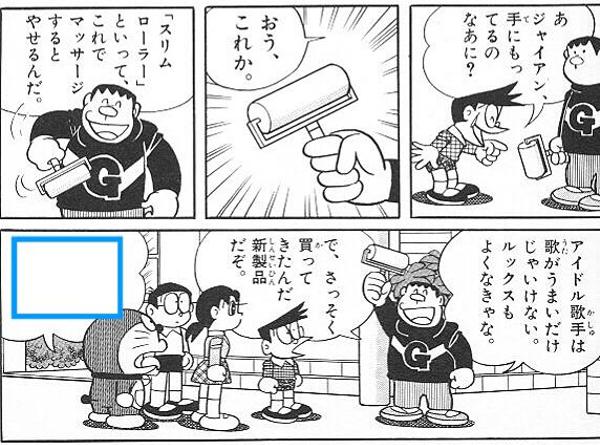 あ
ジャイアン、
手にもっ
てるの
なあに?
おう、
これか。
「スリム
ローラー」
といって、
これで
マッサージ
すると
やせるんだ。
アイドル歌手は
歌がうまいだけ
じゃいけない。
ルックスも
よくなきゃな。
で、さっそく
買って
きたんだ
新製品
だぞ。